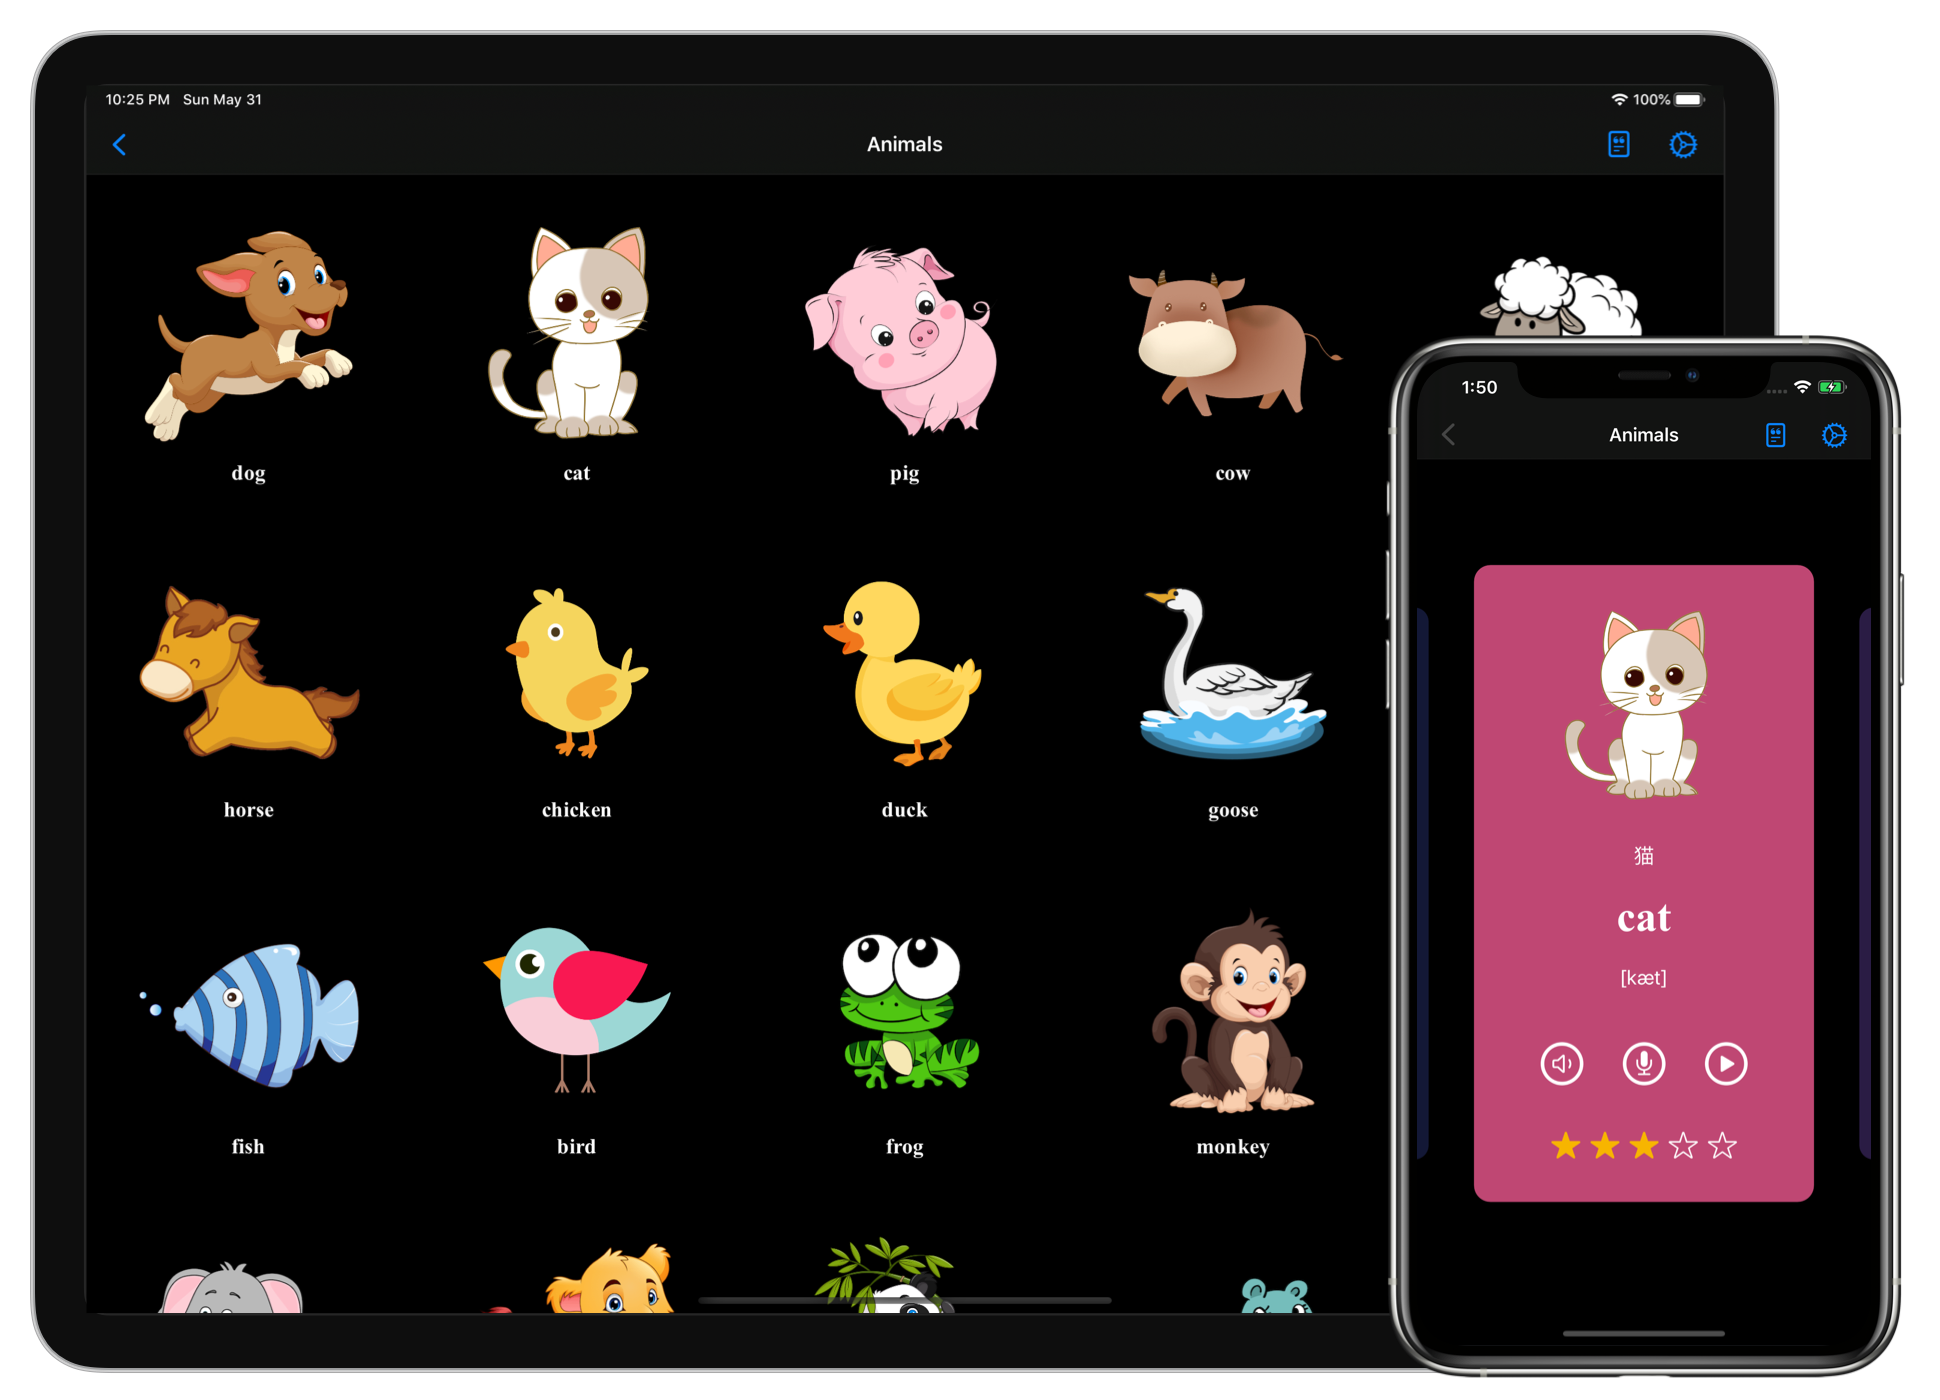 10:25 PM Sun May 31
100%
Animals
dog
cat
pig
cow
horse
chicken
duck
goose
fish
bird
frog
monkey
1:50
Animals
猫
cat
[kæt]